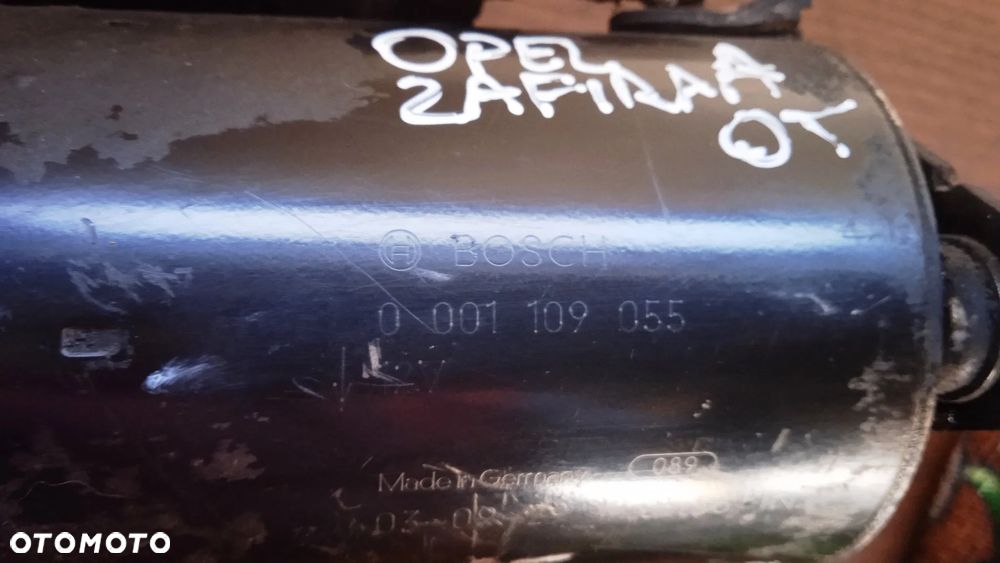 OPEL
ZAFIRA A
OT.
BOSCH
0 001 109 055
089
Made in Germany
OTOMOTO